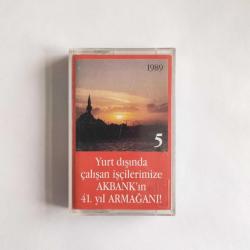 1989
5
Yurt dışında
çalışan işçilerimize
AKBANK'ın
41. yıl ARMAĞANI!